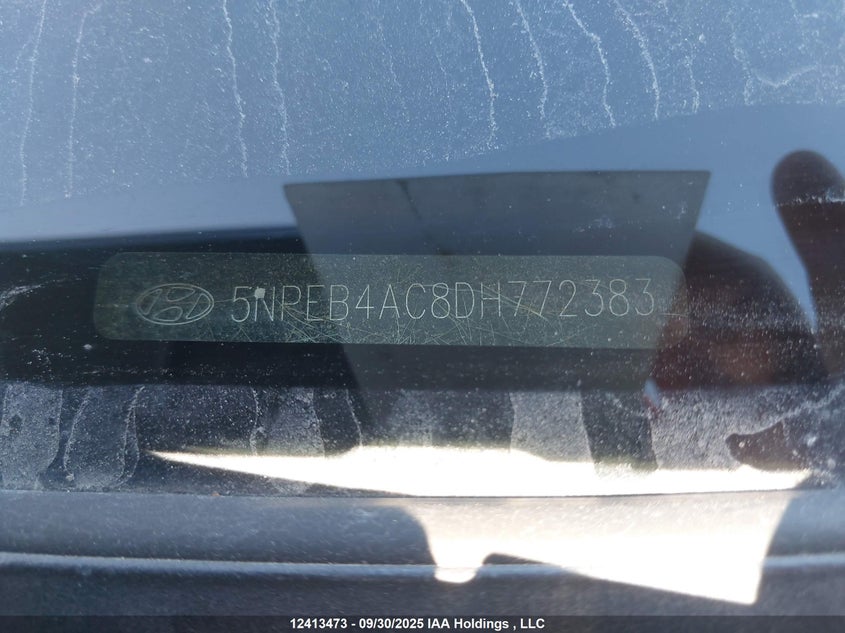 5NPEB4AC8DH772383
12413473 - 09/30/2025 IAA Holdings , LLC